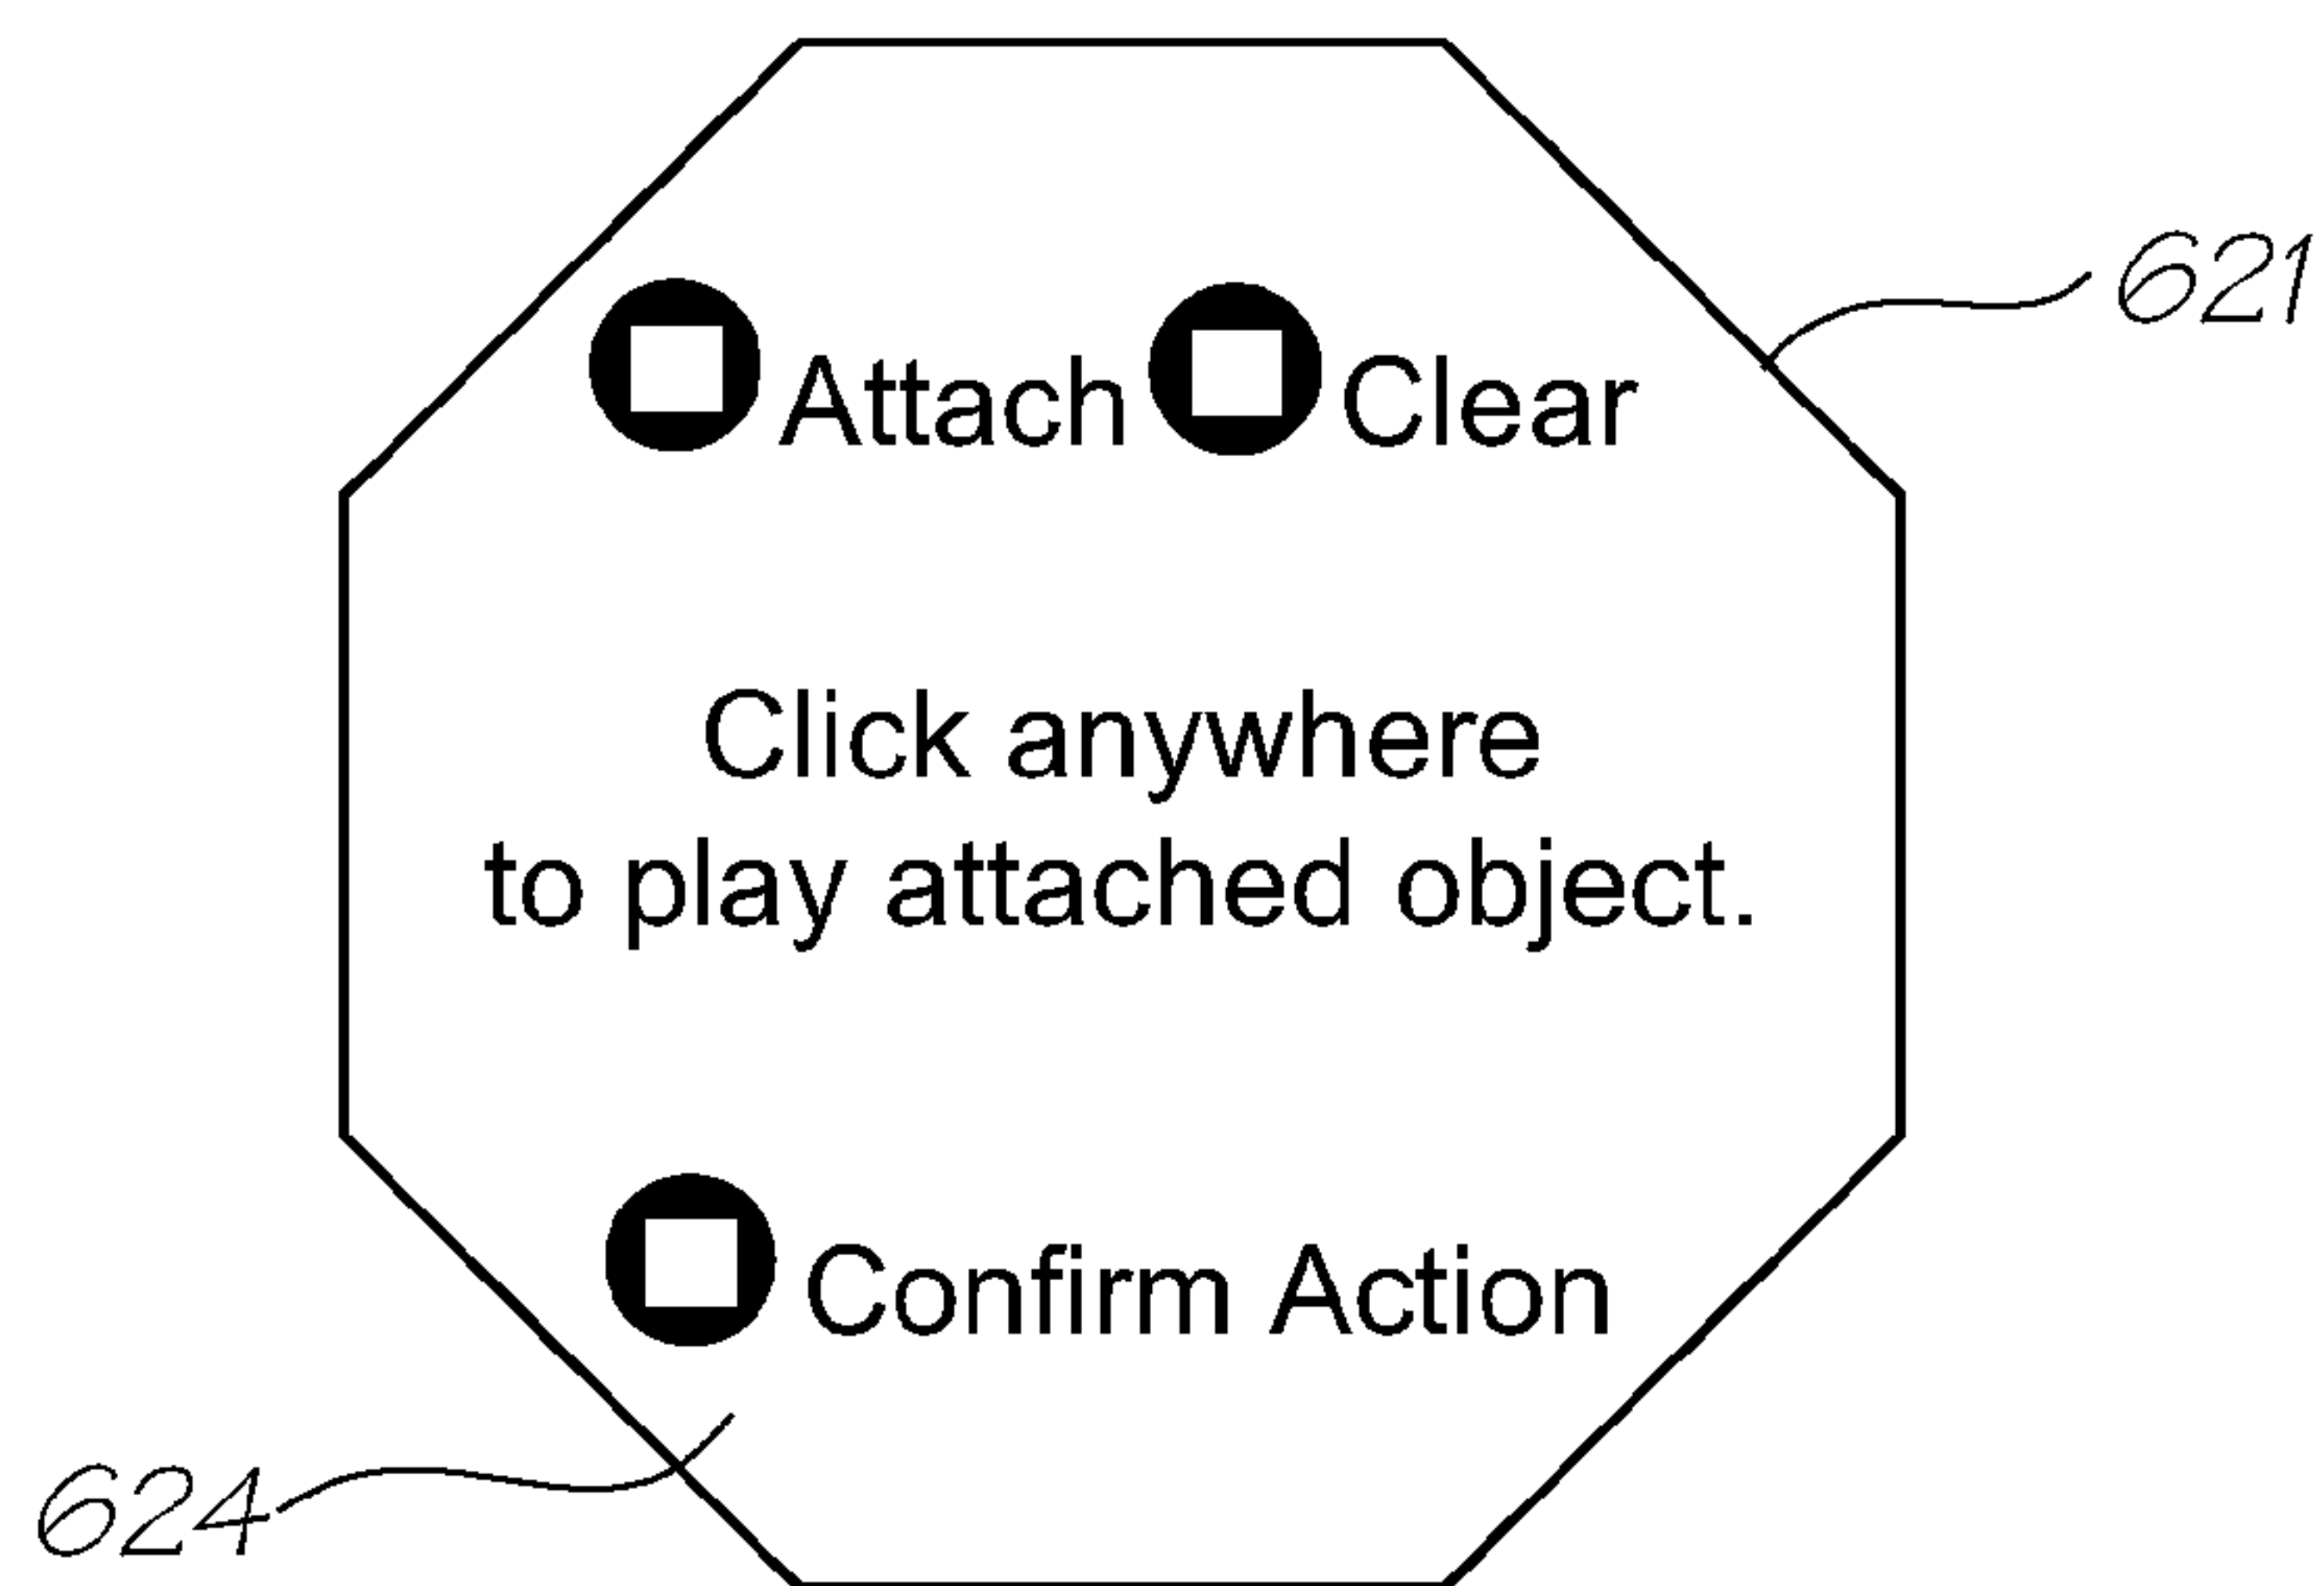 621
Attach Clear
Click anywhere
to play attached object.
Confirm Action
624